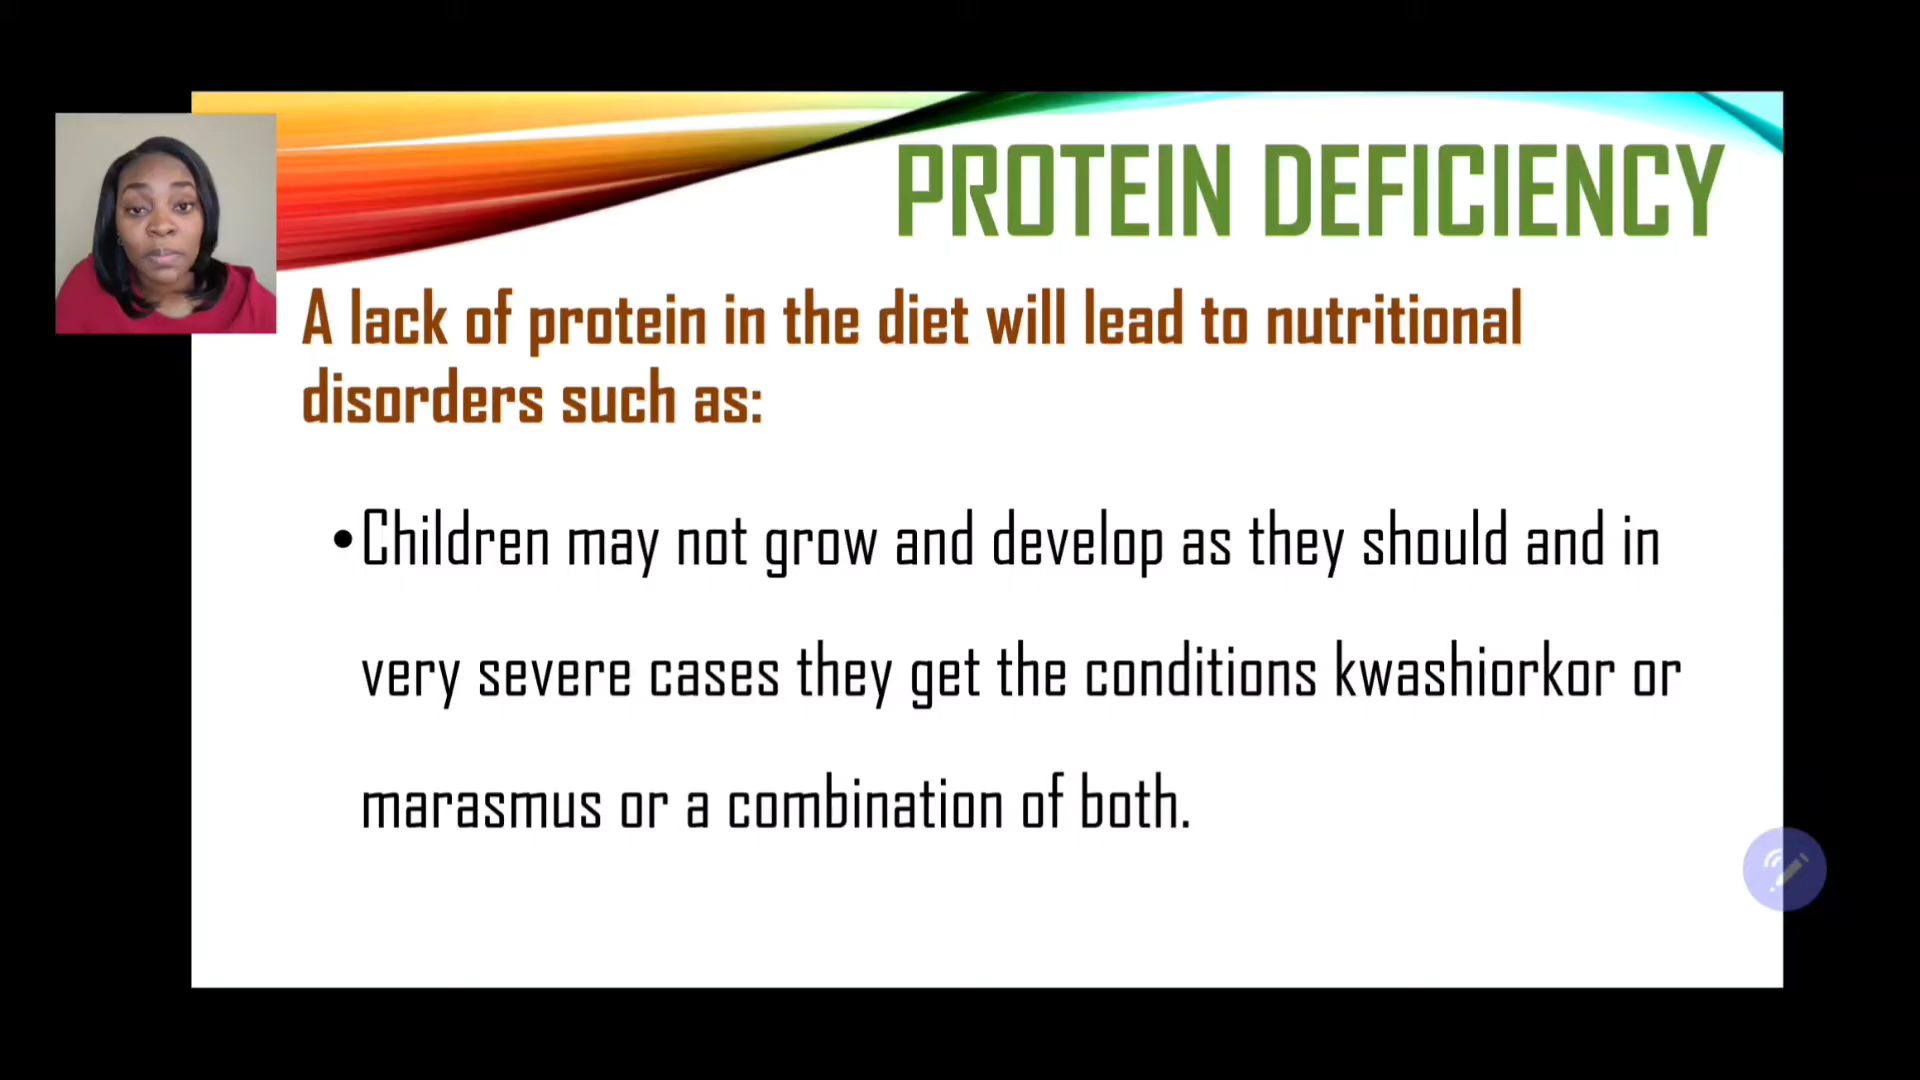 PROTEIN DEFICIENCY
A lack of protein in the diet will lead to nutritional
disorders such as:
•Children may not grow and develop as they should and in
very severe cases they get the conditions kwashiorkor or
marasmus or a combination of both.